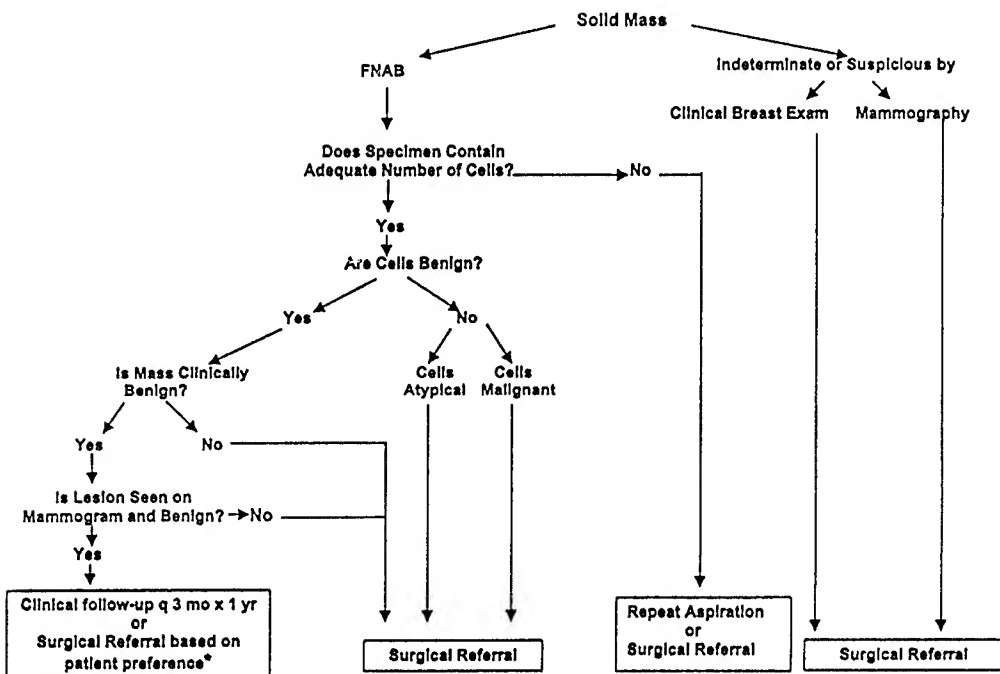 Solid Mass
FNAB
Indeterminate or Suspicious by
Clinical Breast Exam
Mammography
Does Specimen Contain
Adequate Number of Cells?
No
Yes
Are Cells Benign?
Yes
No
Is Mass Clinically
Benign?
Cells
Atypical
Cells
Malignant
Yes
No
Is Lesion Seen on
Mammogram and Benign?
No
Yes
Clinical follow-up q 3 mo x 1 yr
or
Surgical Referral based on
patient preference*
Surgical Referral
Repeat Aspiration
or
Surgical Referral
Surgical Referral